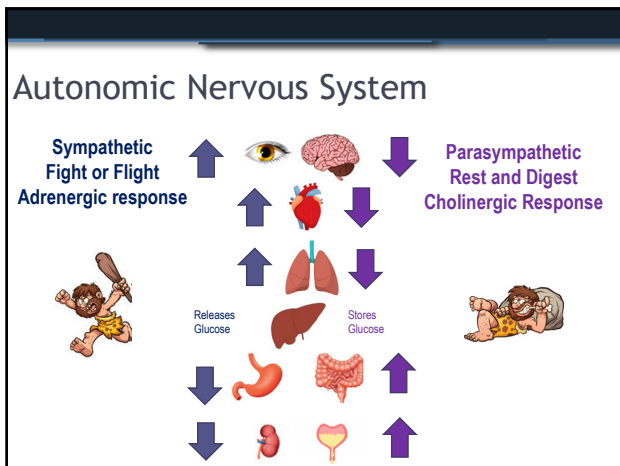 Autonomic Nervous System
Sympathetic
Fight or Flight
Adrenergic response
Parasympathetic
Rest and Digest
Cholinergic Response
Releases
Glucose
Stores
Glucose